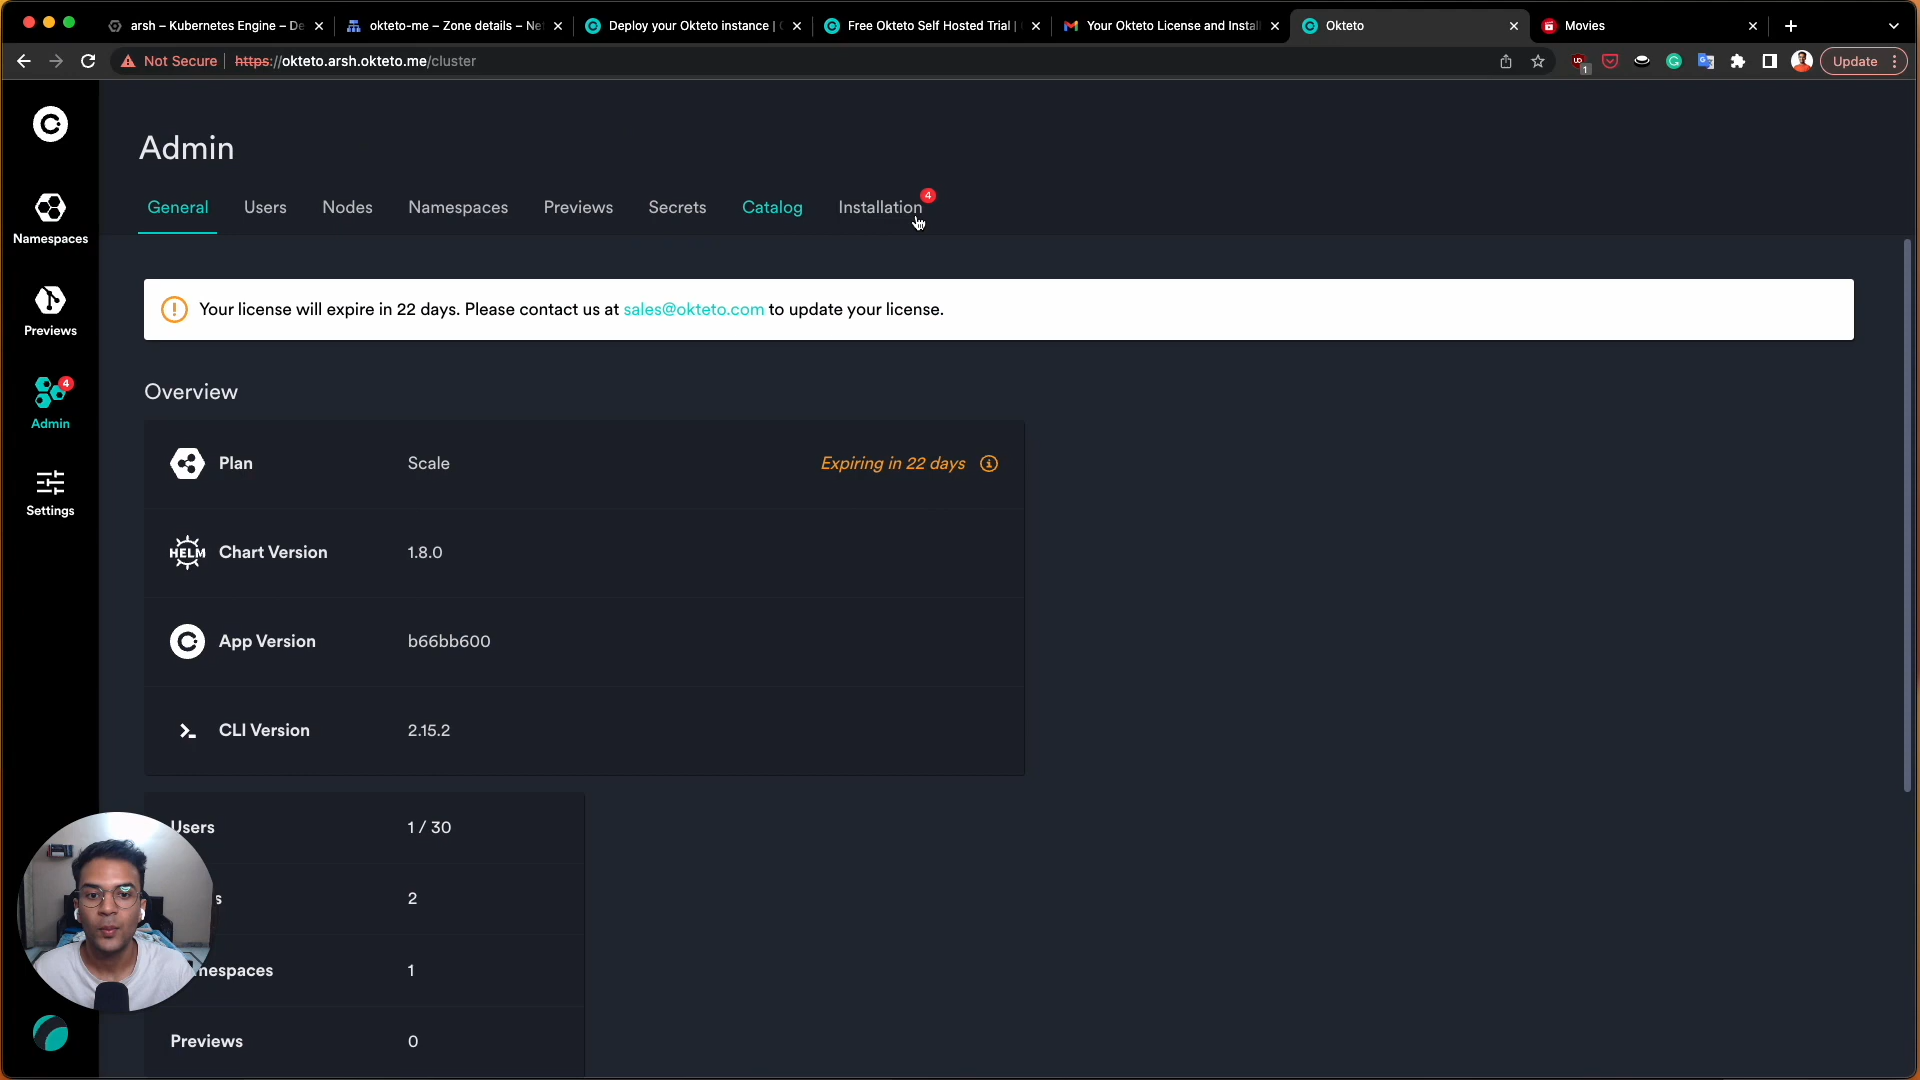 arsh – Kubernetes Engine – De
okteto-me – Zone details – Ne
Deploy your Okteto instance |
Free Okteto Self Hosted Trial |
Your Okteto License and Instal
Okteto
Movies
Not Secure
https://okteto.arsh.okteto.me/cluster
1
Update
Admin
General
Users
Nodes
Namespaces
Previews
Secrets
Catalog
Installation
4
Namespaces
Previews
4
Admin
Settings
Your license will expire in 22 days. Please contact us at sales@okteto.com to update your license.
Overview
Plan Scale Expiring in 22 days
HELM Chart Version 1.8.0
App Version b66bb600
CLI Version 2.15.2
Users 1 / 30
s 2
mespaces 1
Previews 0